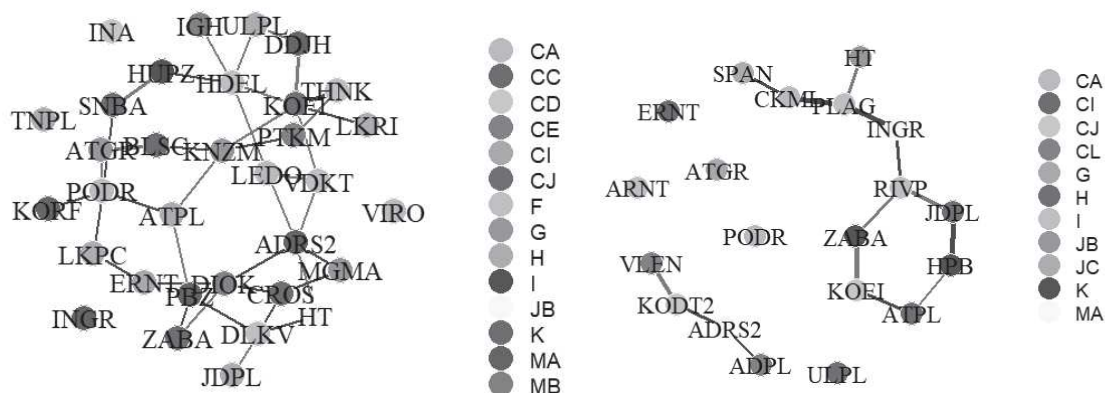 INA
IGH
ULPL
DDJH
HUPZ
HDEL
SNBA
KOEI
THNK
TNPL
LKRI
ATGR
BLSC
KNZM
PTKM
PODR
LEDO
VDKT
KORF
ATPL
VIRO
LKPC
ADRS2
MGMA
ERNT
DIOK
PBZ
CROS
INGR
ZABA
DLKV
HT
JDPL
CA
CC
CD
CE
CI
CJ
F
G
H
I
JB
K
MA
MB
HT
SPAN
CKML
PLAG
ERNT
INGR
ATGR
ARNT
RIVP
JDPL
PODR
ZABA
VLEN
HPB
KOEI
KODT2
ATPL
ADRS2
ADPL
ULPL
CA
CI
CJ
CL
G
H
I
JB
JC
K
MA